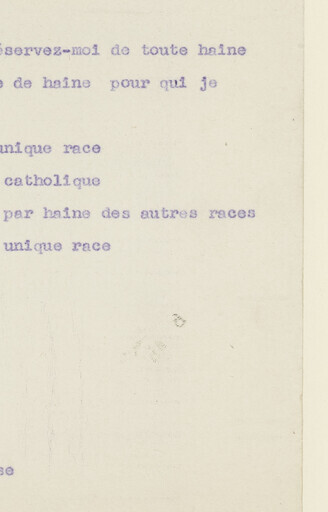 éservez-moi de toute haine
e de haine pour qui je
unique race
catholique
par haine des autres races
unique race
se